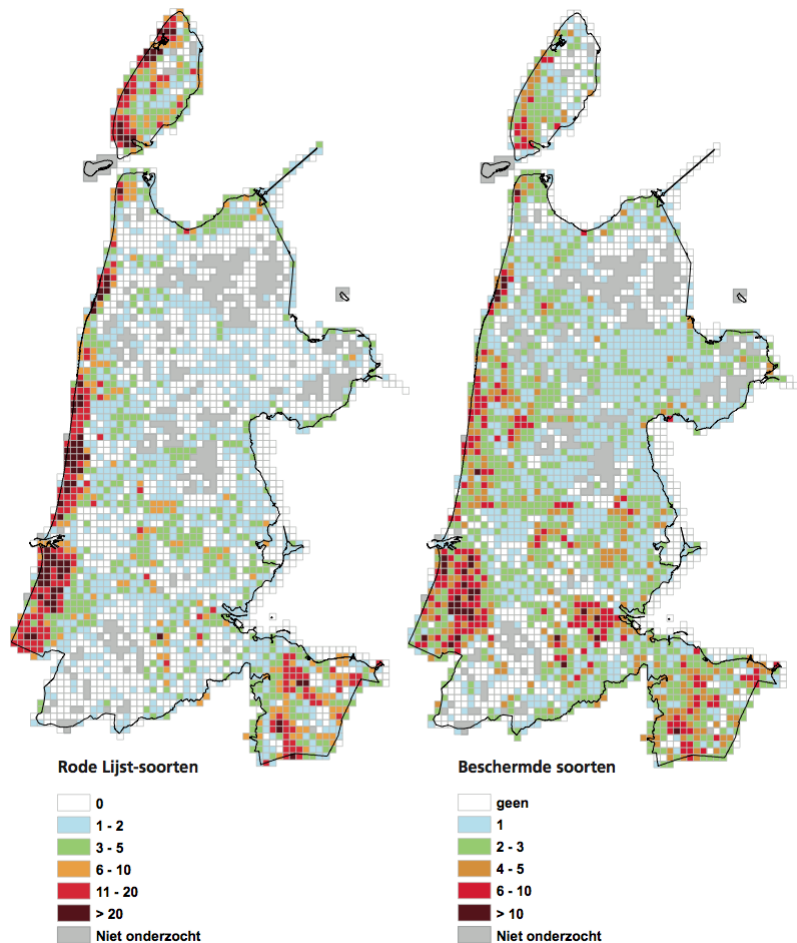 Rode Lijst-soorten
0
1 - 2
3 - 5
6 - 10
11 - 20
> 20
Niet onderzocht
Beschermde soorten
geen
1
2 - 3
4 - 5
6 - 10
> 10
Niet onderzocht